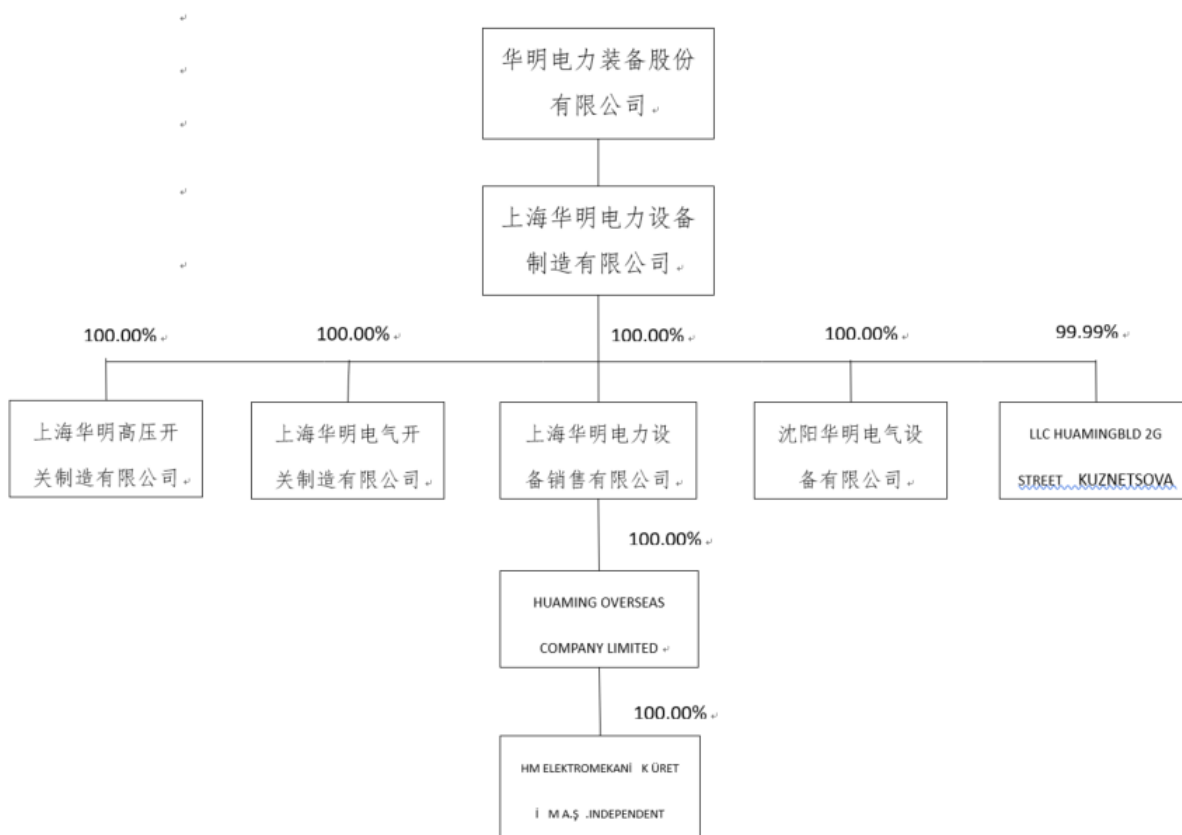 华明电力装备股份
有限公司
上海华明电力设备
制造有限公司
100.00%
100.00%
100.00%
100.00%
99.99%
上海华明高压开
关制造有限公司
上海华明电气开
关制造有限公司
上海华明电力设
备销售有限公司
沈阳华明电气设
备有限公司
LLC HUAMINGBLD 2G
STREET KUZNETSOVA
100.00%
HUAMING OVERSEAS
COMPANY LIMITED
100.00%
HM ELEKTROMEKANİ K ÜRET
İ M A.Ş .INDEPENDENT